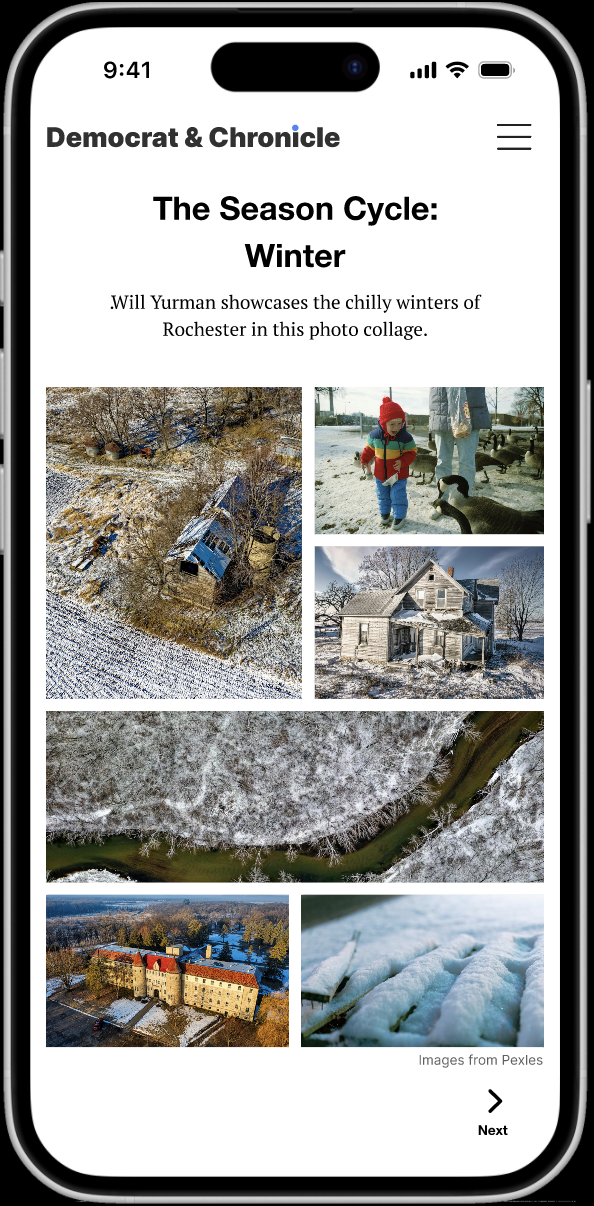 9:41
Democrat & Chronicle
The Season Cycle:
Winter
.Will Yurman showcases the chilly winters of
Rochester in this photo collage.
Images from Pexles
Next